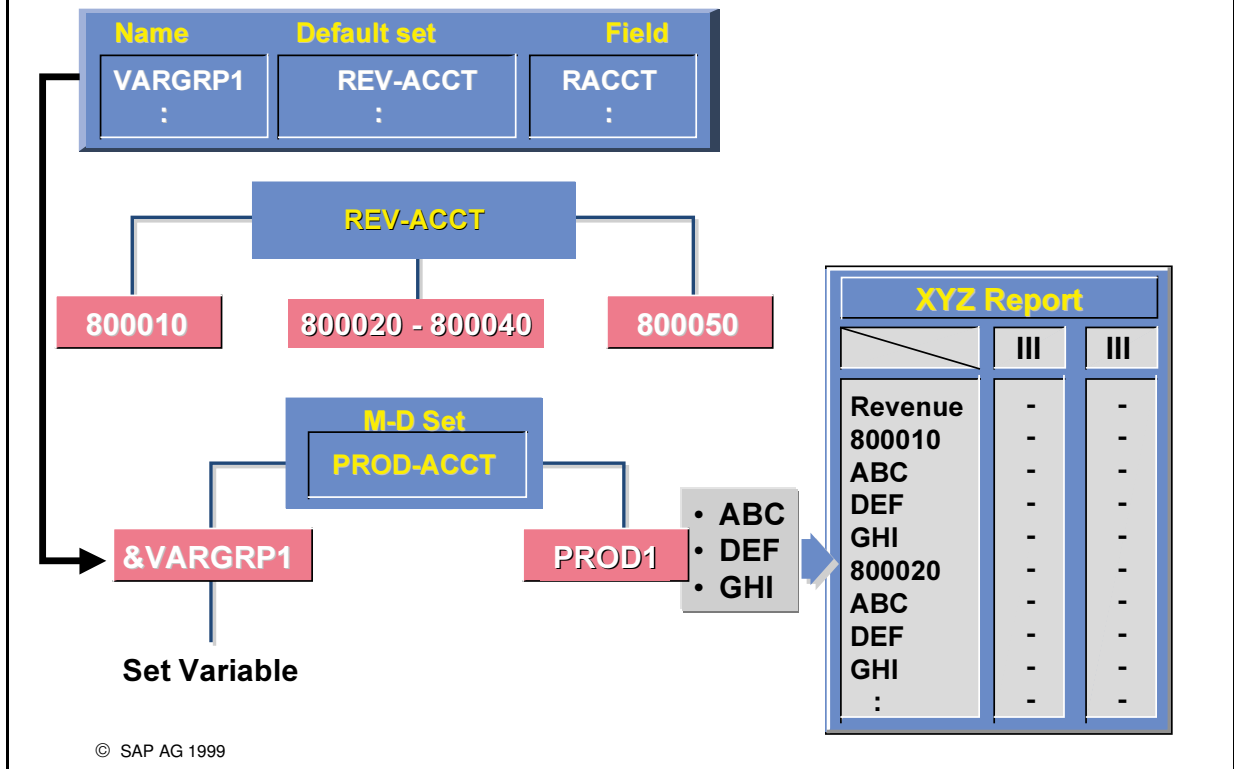 Name Default set Field
VARGRP1 REV-ACCT RACCT
: : :
REV-ACCT
800010 800020 - 800040 800050
M-D Set
PROD-ACCT
&VARGRP1 PROD1
• ABC
• DEF
• GHI
Set Variable
XYZ Report
III III
Revenue - -
800010 - -
ABC - -
DEF - -
GHI - -
800020 - -
ABC - -
DEF - -
GHI - -
: - -
© SAP AG 1999